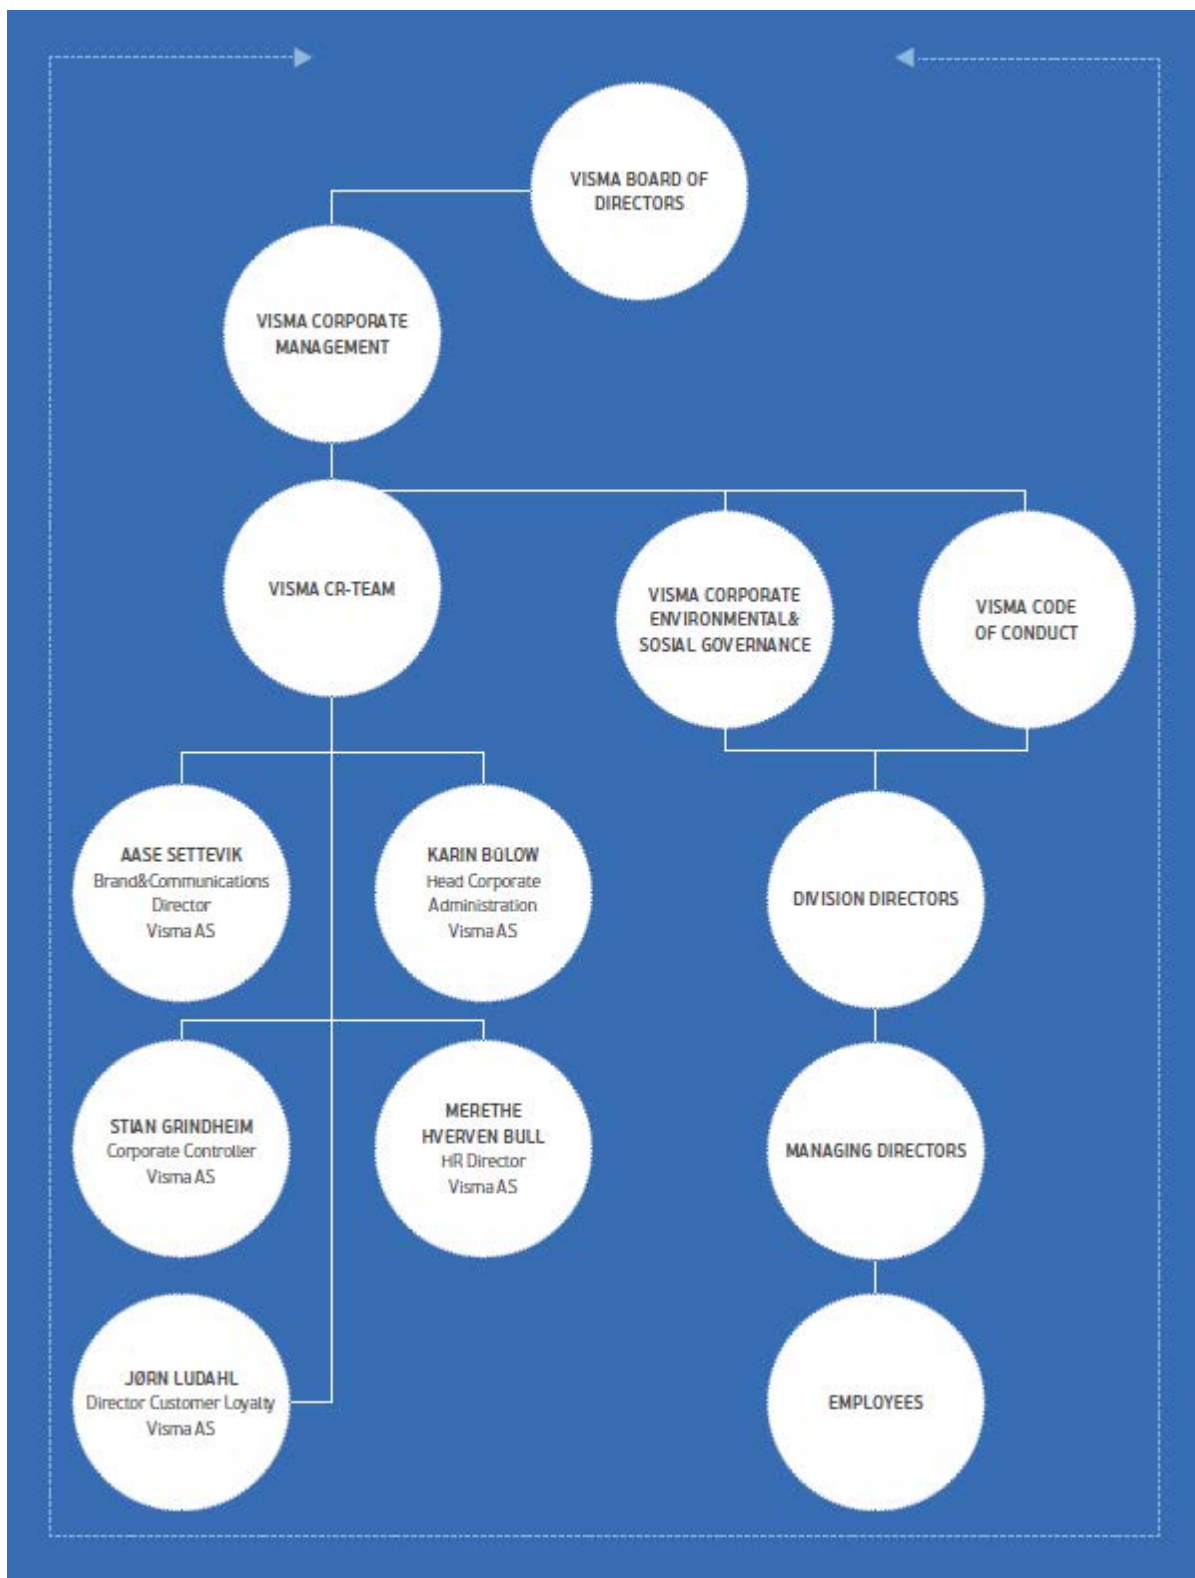 VISMA BOARD OF
DIRECTORS
VISMA CORPORATE
MANAGEMENT
VISMA CR-TEAM
VISMA CORPORATE
ENVIRONMENTAL&
SOSIAL GOVERNANCE
VISMA CODE
OF CONDUCT
AASE SETTEVIK
Brand&Communications
Director
Visma AS
KARIN BüLOW
Head Corporate
Administration
Visma AS
DIVISION DIRECTORS
STIAN GRINDHEIM
Corporate Controller
Visma AS
MERETHE
HVERVEN BULL
HR Director
Visma AS
MANAGING DIRECTORS
JØRN LUDAHL
Director Customer Loyalty
Visma AS
EMPLOYEES